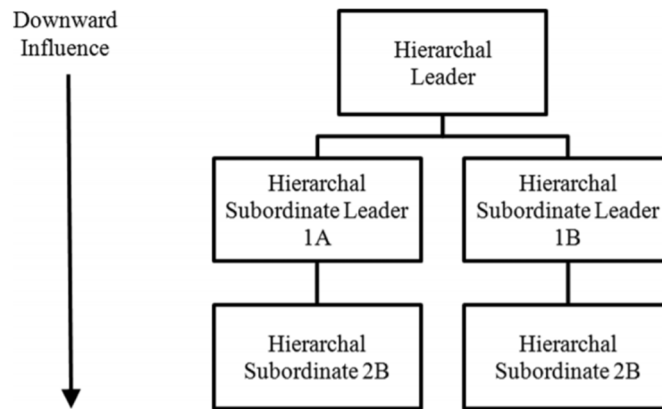 Downward
Influence
Hierarchal
Leader
Hierarchal
Subordinate Leader
1A
Hierarchal
Subordinate Leader
1B
Hierarchal
Subordinate 2B
Hierarchal
Subordinate 2B